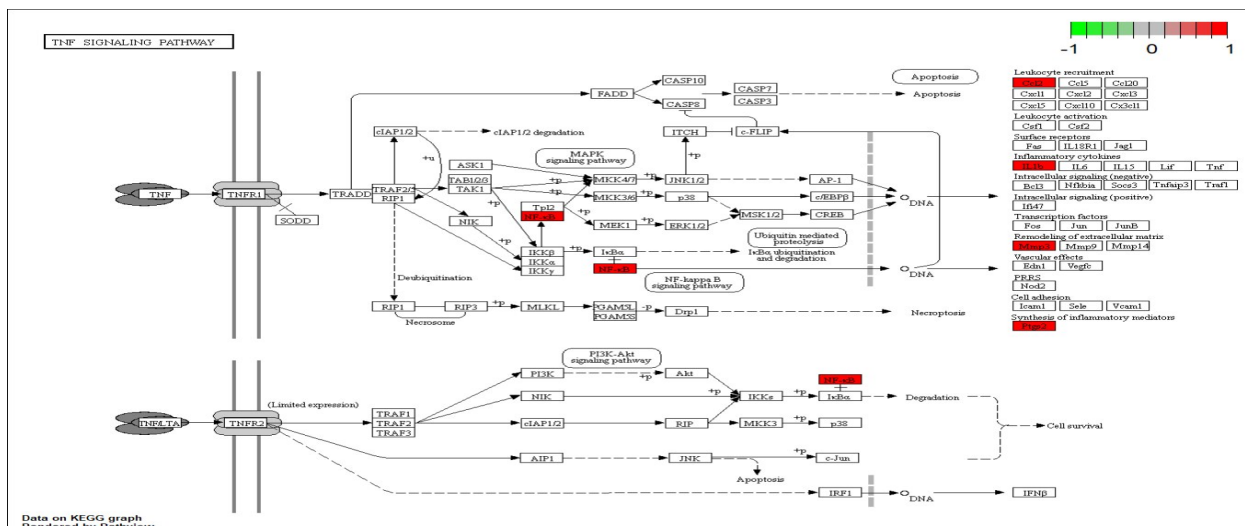 TNF SIGNALING PATHWAY
-1 0 1
Apoptosis
CASP10
CASP7
FADD
Apoptosis
CASP8
CASP3
cIAP1/2
cIAP1/2 degradation
ITCH
c-FLIP
+u
MAPK
signaling pathway
+p
ASK1
TAB1/2/3
TAK1
MKK4/7
+p
JNK1/2
AP-1
TNF
TNFR1
TRADD
TRAF2/5
RIP1
+p
MKK3/6
+p
p38
c/EBPβ
DNA
SODD
Tpl2
NF-κB
MSK1/2
CREB
NIK
+p
MEK1
+p
ERK1/2
+p
+p
Ubiquitin mediated
proteolysis
IKKβ
IKKα
IKKγ
+p
IκBα
IκBα ubiquitination
and degradation
NF-κB
DNA
Deubiquitination
NF-kappa B
signaling pathway
RIP1
RIP3
+p
MLKL
PGAM5L
PGAM5S
-p
Drp1
Necroptosis
Necrosome
Leukocyte recruitment
Ccl2 Ccl5 Ccl20
Cxcl1 Cxcl2 Cxcl3
Cxcl5 Cxcl10 Cx3cl1
Leukocyte activation
Csf1 Csf2
Surface receptors
Fas IL18R1 Jag1
Inflammatory cytokines
IL1b IL6 IL15 Lif Tnf
Intracellular signaling (negative)
Bcl3 Nfkbia Socs3 Tnfaip3 Traf1
Intracellular signaling (positive)
Ifi47
Transcription factors
Fos Jun JunB
Remodeling of extracellular matrix
Mmp3 Mmp9 Mmp14
Vascular effects
Edn1 Vegfc
PRRS
Nod2
Cell adhesion
Icam1 Sele Vcam1
Synthesis of inflammatory mediators
Ptgs2
PI3K-Akt
signaling pathway
PI3K
+p
Akt
NF-κB
(Limited expression)
NIK
IKKs
+p
IκBα
Degradation
TNF/LTA
TNFR2
TRAF1
TRAF2
TRAF3
cIAP1/2
RIP
MKK3
+p
p38
Cell survival
AIP1
JNK
+p
c-Jun
Apoptosis
IRF1
DNA
IFNβ
Data on KEGG graph
Rendered by Pathview